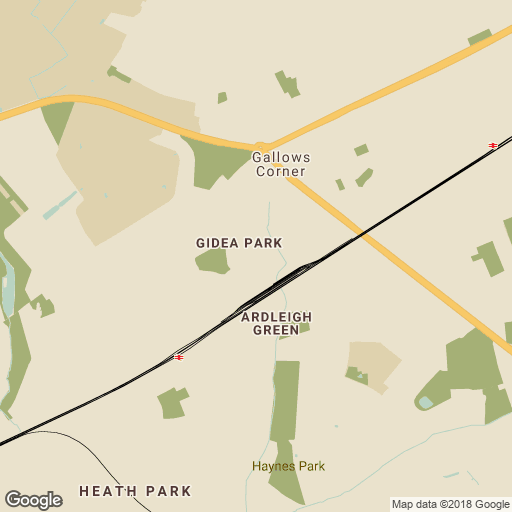 Gallows
Corner
GIDEA PARK
ARDLEIGH
GREEN
Haynes Park
HEATH PARK
Google
Map data ©2018 Google